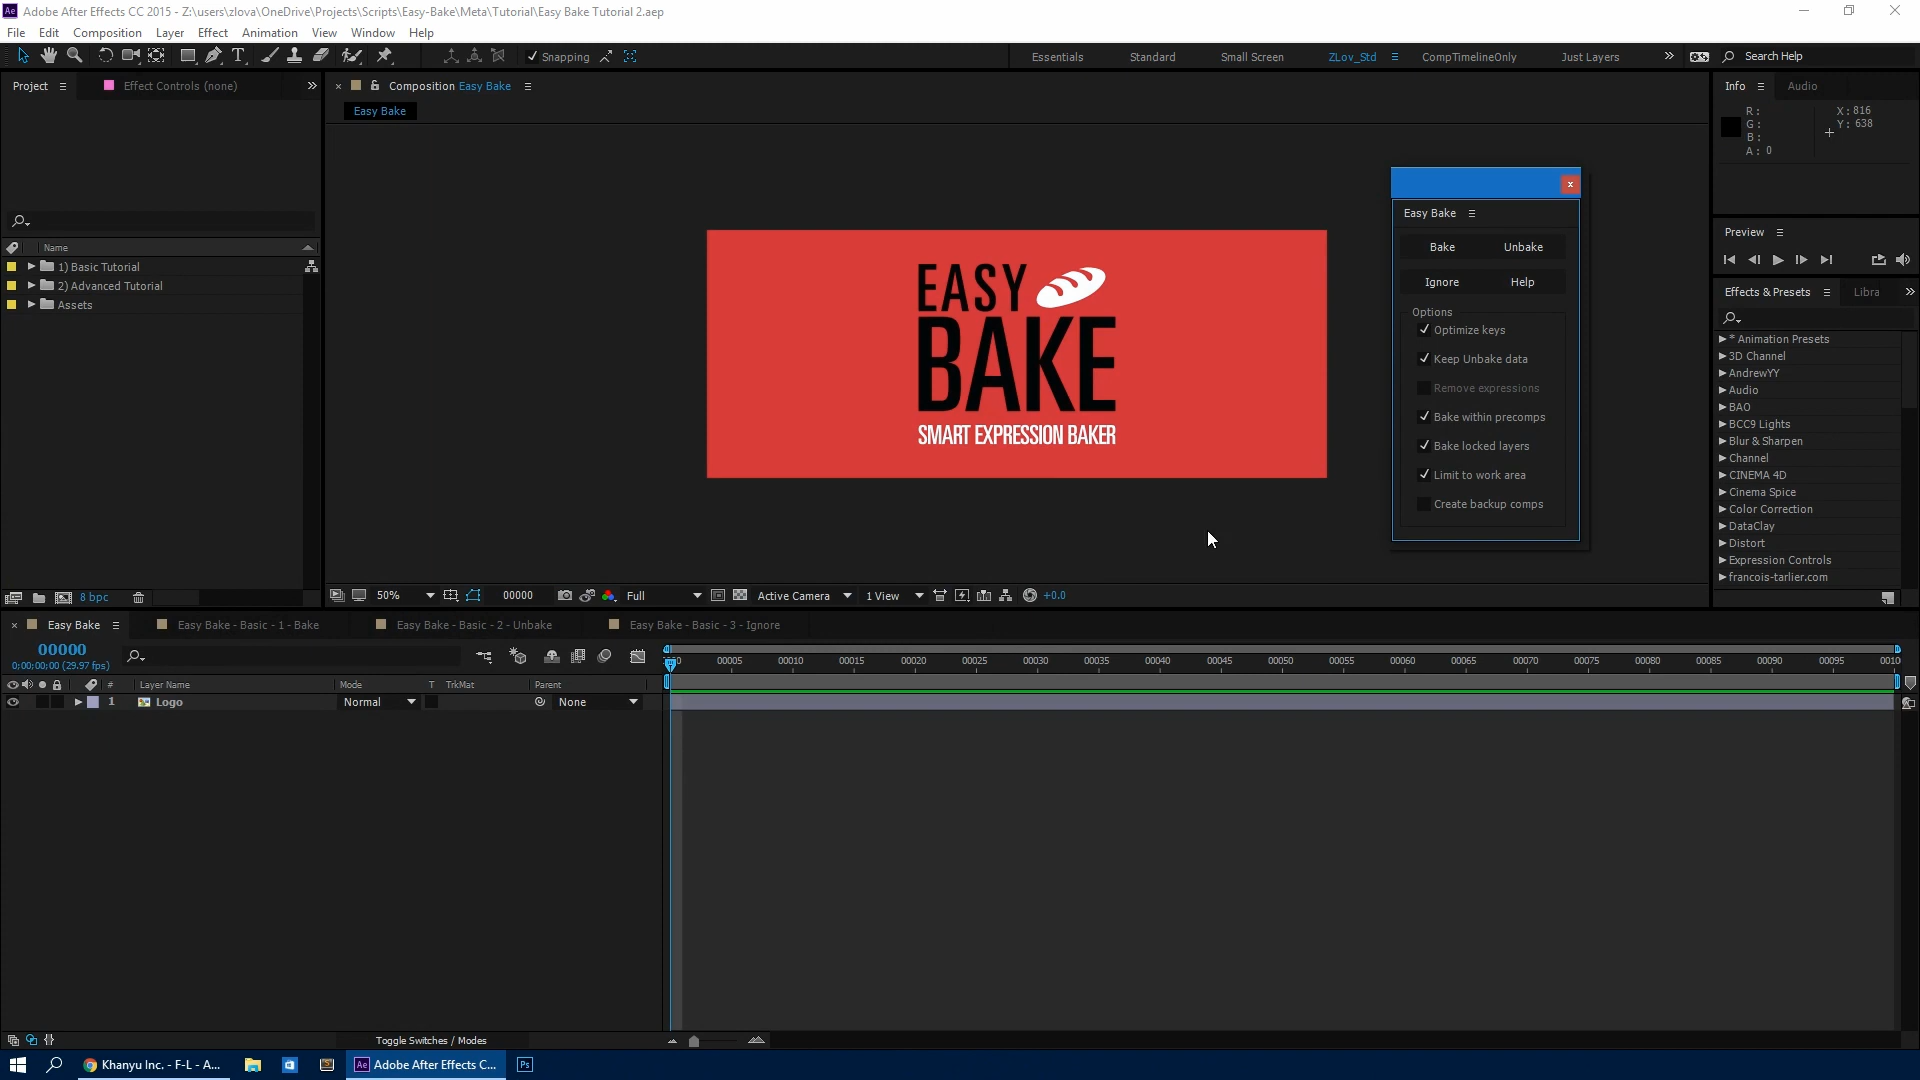 Adobe After Effects CC 2015 - Z:\users\zlova\OneDrive\Projects\Scripts\Easy-Bake\Meta\Tutorial\Easy Bake Tutorial 2.aep
File Edit Composition Layer Effect Animation View Window Help
Snapping
Essentials Standard Small Screen ZLov_Std CompTimelineOnly Just Layers Search Help
Project Effect Controls (none)
Composition Easy Bake
Easy Bake
Info Audio
R: X: 816
G: Y: 638
B:
A: 0
Easy Bake
Bake Unbake
Ignore Help
Options
Optimize keys
Keep Unbake data
Remove expressions
Bake within precomps
Bake locked layers
Limit to work area
Create backup comps
EASY
BAKE
SMART EXPRESSION BAKER
Name
1) Basic Tutorial
2) Advanced Tutorial
Assets
8 bpc
Preview
Effects & Presets Libra
* Animation Presets
3D Channel
AndrewYY
Audio
BAO
BCC9 Lights
Blur & Sharpen
Channel
CINEMA 4D
Cinema Spice
Color Correction
DataClay
Distort
Expression Controls
francois-tarlier.com
50% 00000 Full Active Camera 1 View +0.0
Easy Bake Easy Bake - Basic - 1 - Bake Easy Bake - Basic - 2 - Unbake Easy Bake - Basic - 3 - Ignore
00000
0;00;00;00 (29.97 fps)
0 00005 00010 00015 00020 00025 00030 00035 00040 00045 00050 00055 00060 00065 00070 00075 00080 00085 00090 00095 0010
# Layer Name Mode T TrkMat Parent
1 Logo Normal None
Toggle Switches / Modes
Khanyu Inc. - F-L - A... Ae Adobe After Effects C... Ps